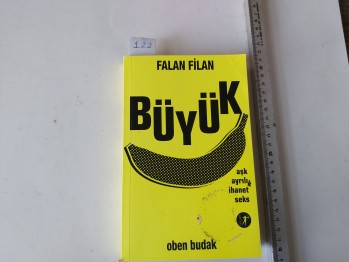 122
FALAN FİLAN
BÜYÜK
aşk
ayrılık
ihanet
seks
oben budak